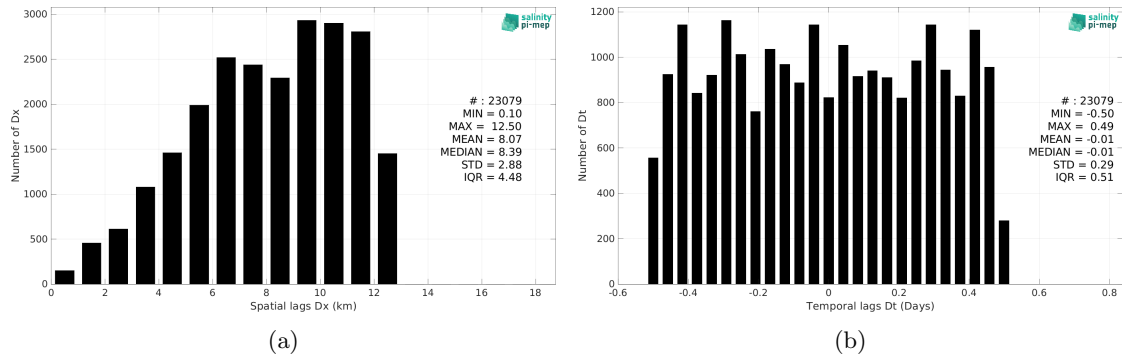 3000
2500
2000
1500
1000
500
0
Number of Dx
0 2 4 6 8 10 12 14 16 18
Spatial lags Dx (km)
salinity
pi-mep
# : 23079
MIN = 0.10
MAX = 12.50
MEAN = 8.07
MEDIAN = 8.39
STD = 2.88
IQR = 4.48
(a)
1200
1000
800
600
400
200
0
Number of Dt
-0.6 -0.4 -0.2 0 0.2 0.4 0.6 0.8
Temporal lags Dt (Days)
salinity
pi-mep
# : 23079
MIN = -0.50
MAX = 0.49
MEAN = -0.01
MEDIAN = -0.01
STD = 0.29
IQR = 0.51
(b)